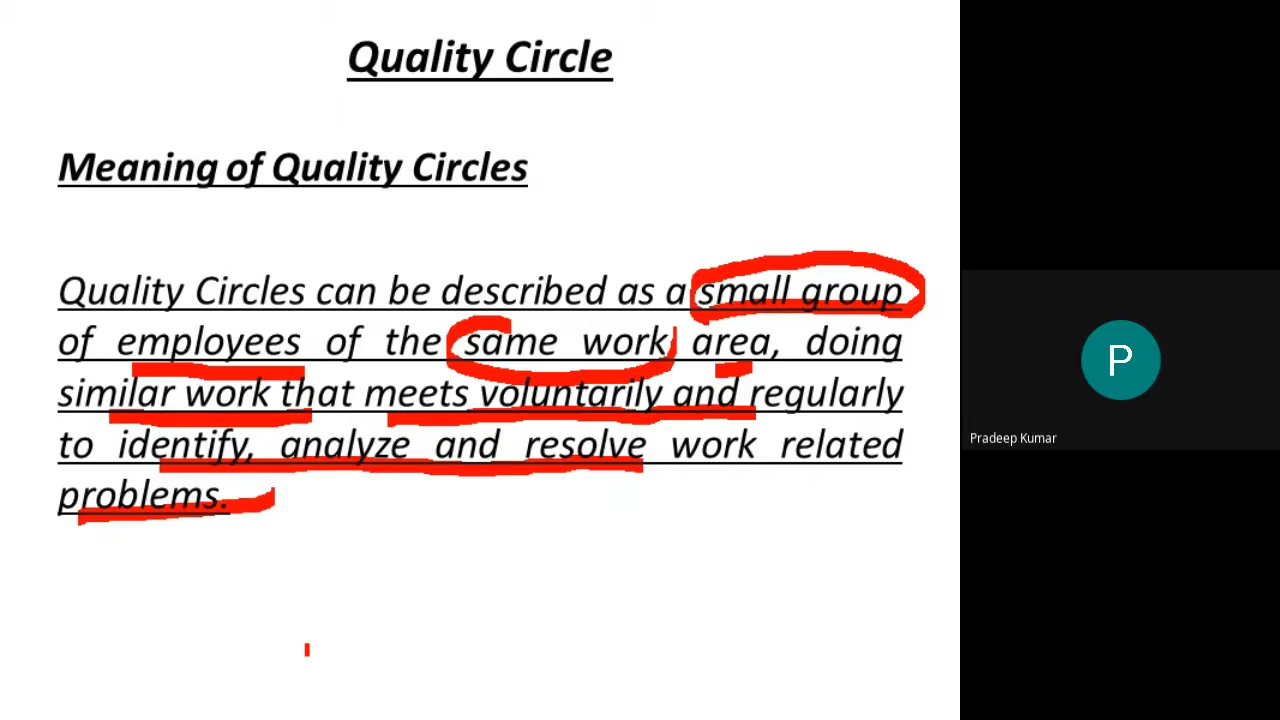 Quality Circle
Meaning of Quality Circles
Quality Circles can be described as a small group
of employees of the same work area, doing
similar work that meets voluntarily and regularly
to identify, analyze and resolve work related
problems.
P
Pradeep Kumar